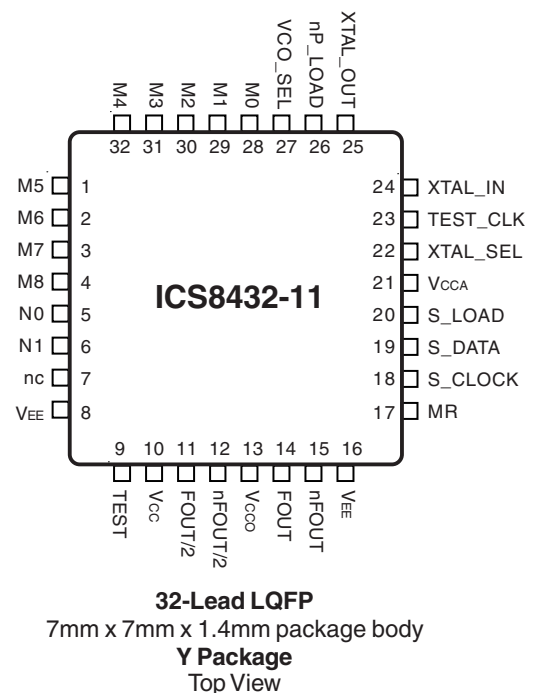 M4 M3 M2 M1 M0 VCO_SEL nP_LOAD XTAL_OUT
32 31 30 29 28 27 26 25
M5 1
M6 2
M7 3
M8 4
N0 5
N1 6
nc 7
VEE 8
24 XTAL_IN
23 TEST_CLK
22 XTAL_SEL
21 VCCA
20 S_LOAD
19 S_DATA
18 S_CLOCK
17 MR
ICS8432-11
9 10 11 12 13 14 15 16
TEST VCC FOUT/2 nFOUT/2 VCCO FOUT nFOUT VEE
32-Lead LQFP
7mm x 7mm x 1.4mm package body
Y Package
Top View